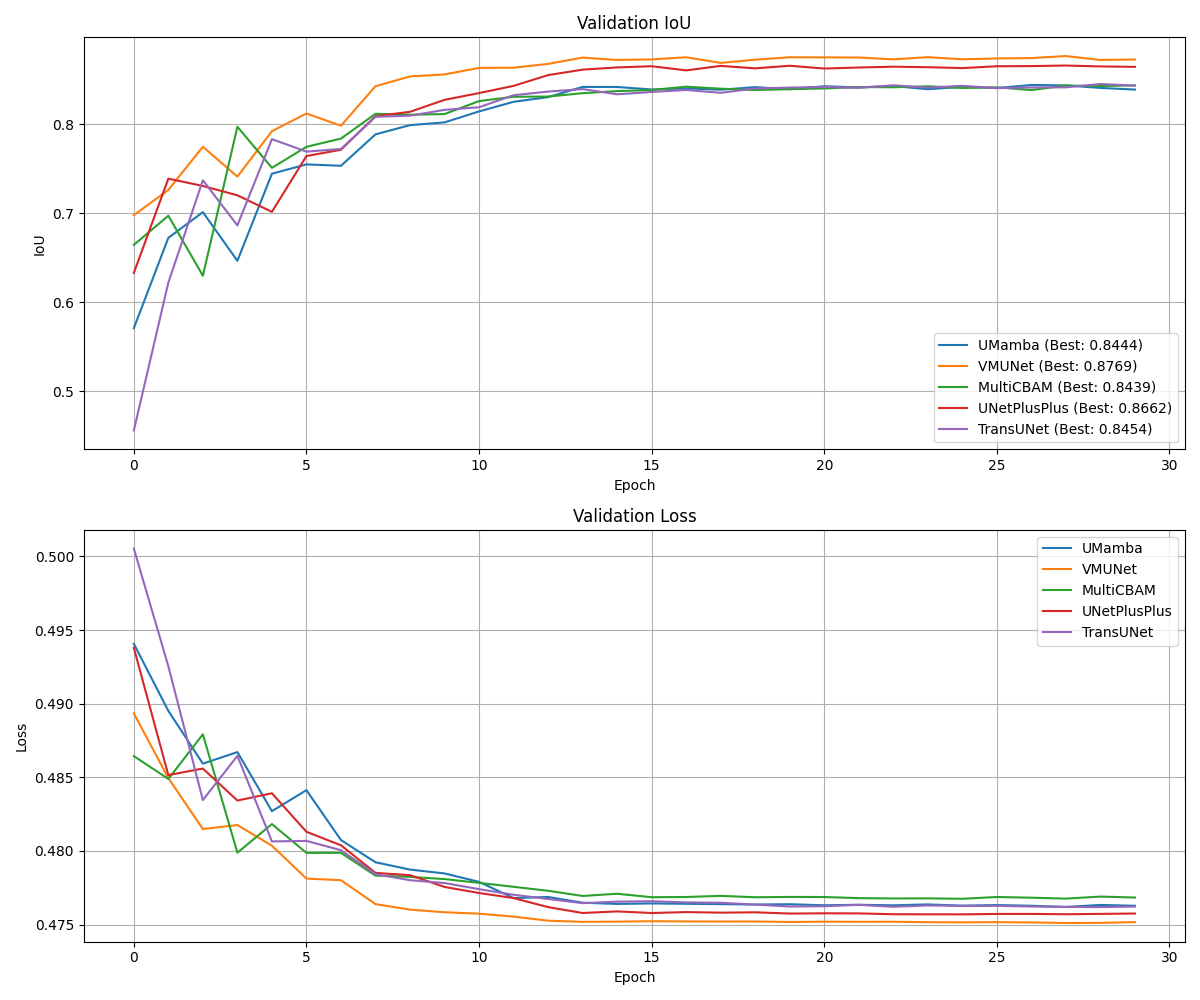 Validation IoU
IoU
0.8
0.7
0.6
0.5
UMamba (Best: 0.8444)
VMUNet (Best: 0.8769)
MultiCBAM (Best: 0.8439)
UNetPlusPlus (Best: 0.8662)
TransUNet (Best: 0.8454)
0 5 10 15 20 25 30
Epoch
Validation Loss
Loss
0.500
0.495
0.490
0.485
0.480
0.475
UMamba
VMUNet
MultiCBAM
UNetPlusPlus
TransUNet
0 5 10 15 20 25 30
Epoch